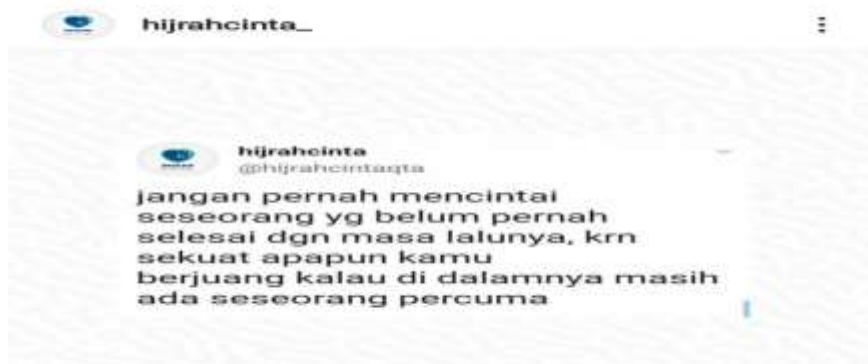 hijrahcinta_
hijrahcinta
@hijrahcintaqta
jangan pernah mencintai
seseorang yg belum pernah
selesai dgn masa lalunya, krn
sekuat apapun kamu
berjuang kalau di dalamnya masih
ada seseorang percuma